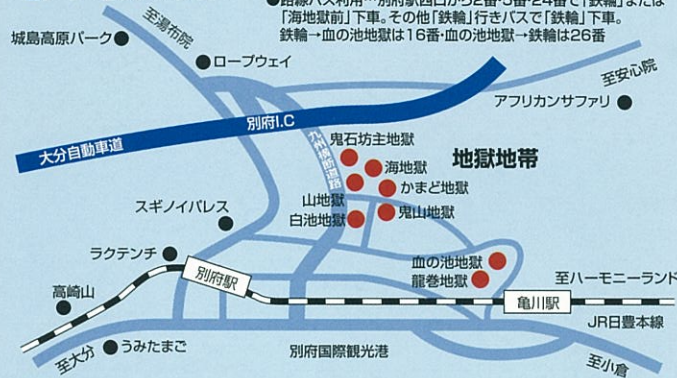 ●路線バス利用…別府駅西口から2番・5番・24番で「鉄輪」または
「海地獄前」下車。その他「鉄輪」行きバスで「鉄輪」下車。
鉄輪→血の池地獄は16番・血の池地獄→鉄輪は26番
至湯布院
城島高原パーク
ロープウェイ
至安心院
アフリカンサファリ
別府I.C
大分自動車道
九州横断道路
鬼石坊主地獄
地獄地帯
海地獄
かまど地獄
山地獄
白池地獄
鬼山地獄
スギノイパレス
ラクテンチ
血の池地獄
龍巻地獄
至ハーモニーランド
別府駅
高崎山
亀川駅
JR日豊本線
至大分
うみたまご
別府国際観光港
至小倉